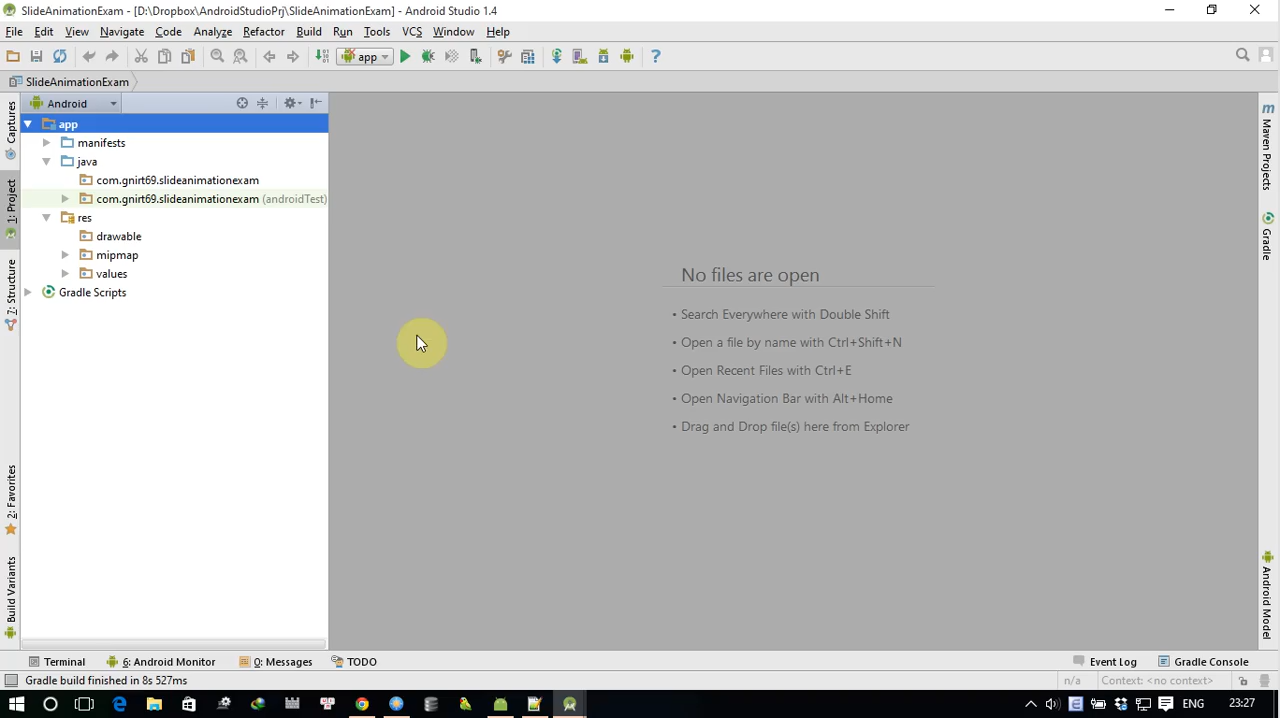 SlideAnimationExam - [D:\Dropbox\AndroidStudioPrj\SlideAnimationExam] - Android Studio 1.4
File Edit View Navigate Code Analyze Refactor Build Run Tools VCS Window Help
app
SlideAnimationExam
Android
app
manifests
java
com.gnirt69.slideanimationexam
com.gnirt69.slideanimationexam (androidTest)
res
drawable
mipmap
values
Gradle Scripts
Captures
1: Project
7: Structure
2: Favorites
Build Variants
No files are open
• Search Everywhere with Double Shift
• Open a file by name with Ctrl+Shift+N
• Open Recent Files with Ctrl+E
• Open Navigation Bar with Alt+Home
• Drag and Drop file(s) here from Explorer
Maven Projects
Gradle
Android Model
Terminal 6: Android Monitor 0: Messages TODO Event Log Gradle Console
Gradle build finished in 8s 527ms n/a Context: <no context>
ENG 23:27